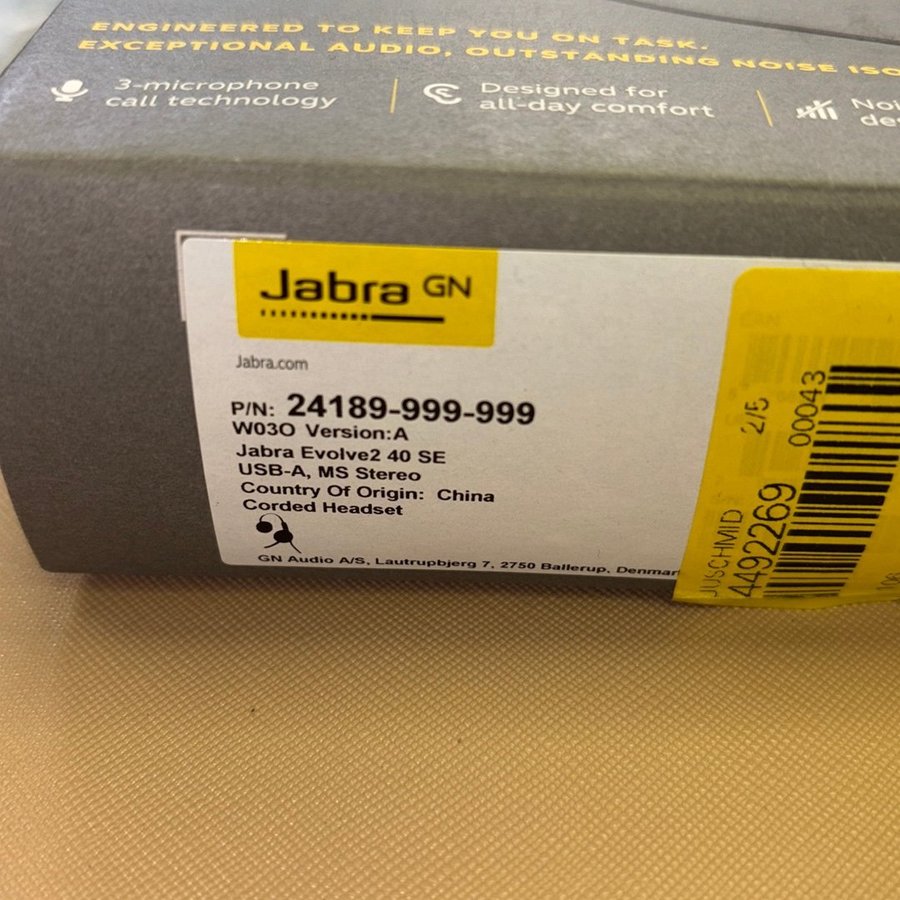 ENGINEERED TO KEEP YOU ON TASK.
EXCEPTIONAL AUDIO, OUTSTANDING NOISE ISO
3-microphone
call technology
Designed for
all-day comfort
Noi
de
Jabra GN
Jabra.com
P/N: 24189-999-999
W03O Version:A
Jabra Evolve2 40 SE
USB-A, MS Stereo
Country Of Origin: China
Corded Headset
GN Audio A/S, Lautrupbjerg 7, 2750 Ballerup, Denmar
JUSCHMID 2/5
4492269 00043